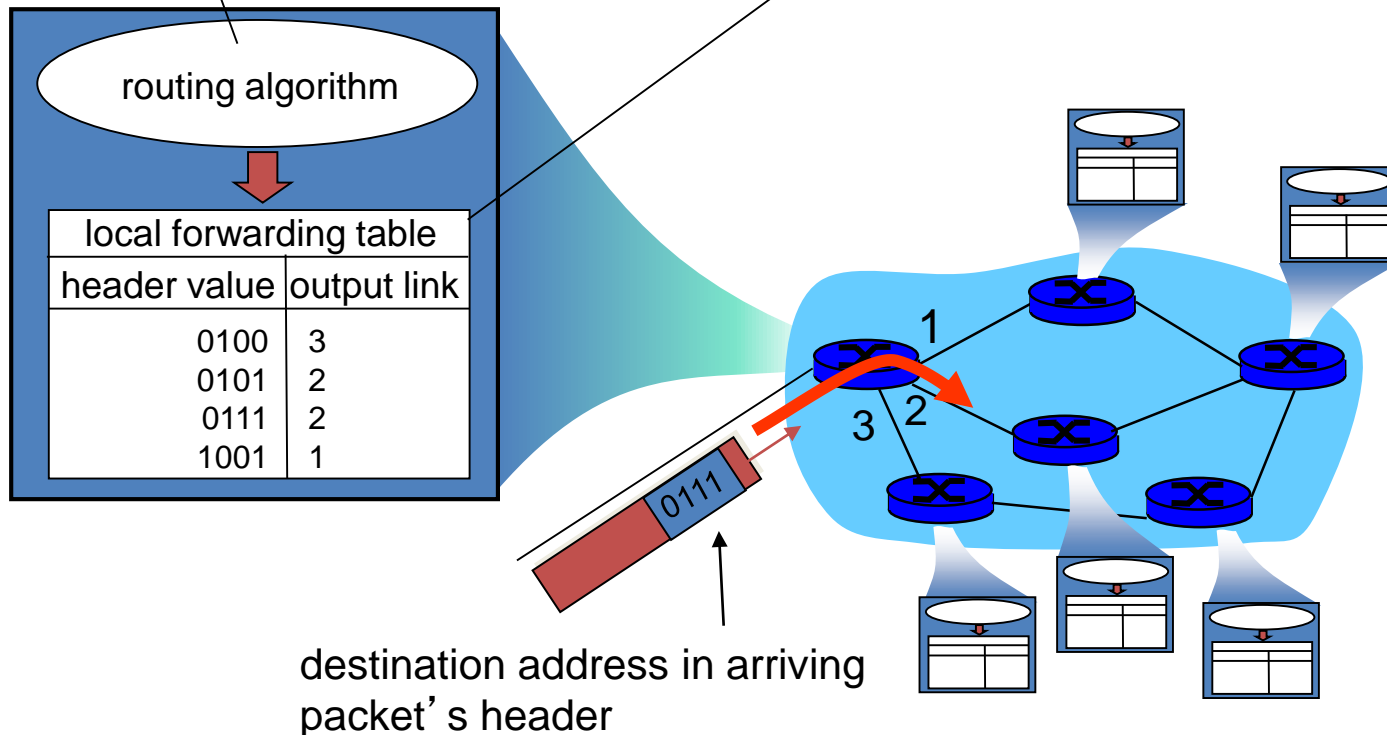 routing algorithm
local forwarding table
header value output link
0100 3
0101 2
0111 2
1001 1
1
2
3
0111
destination address in arriving
packet’s header